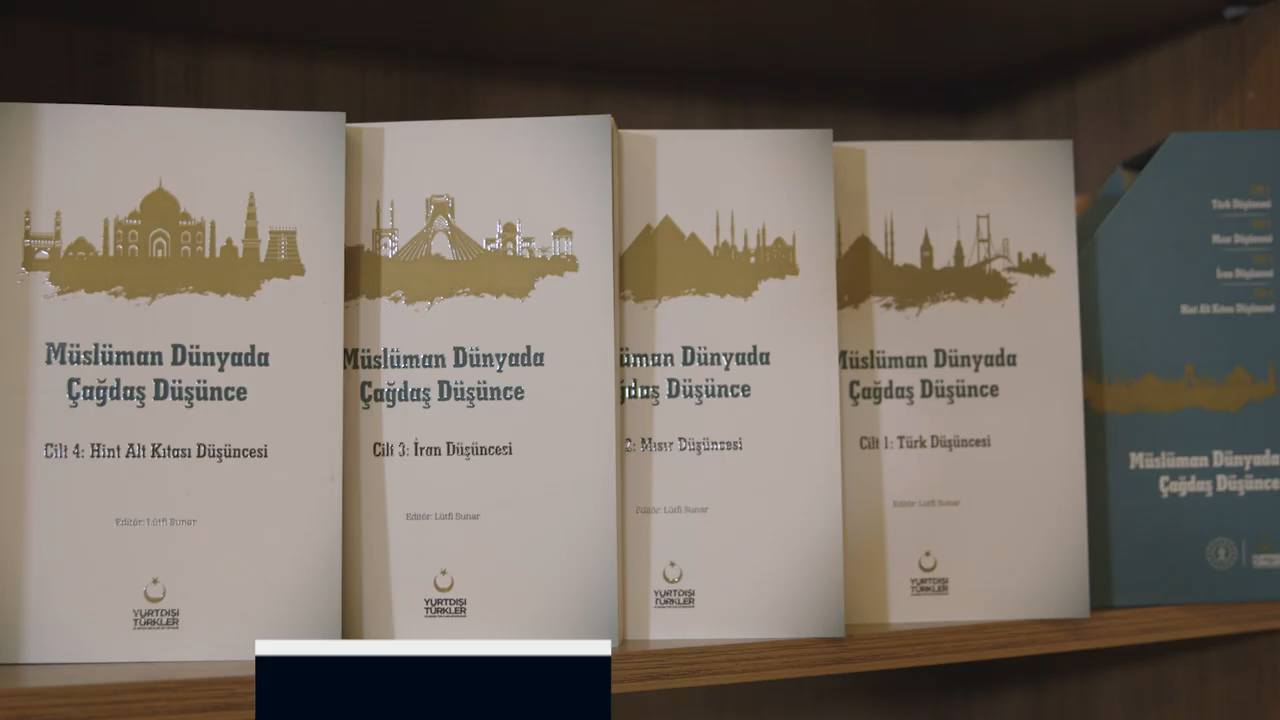 Müslüman Dünyada
Çağdaş Düşünce
Cilt 4: Hint Alt Kıtası Düşüncesi
Editör: Lütfi Sunar
YURTDIŞI
TÜRKLER
Müslüman Dünyada
Çağdaş Düşünce
Cilt 3: İran Düşüncesi
Editör: Lütfi Sunar
YURTDIŞI
TÜRKLER
üman Dünyada
ğdaş Düşünce
2: Mısır Düşüncesi
Editör: Lütfi Sunar
YURTDIŞI
TÜRKLER
Müslüman Dünyada
Çağdaş Düşünce
Cilt 1: Türk Düşüncesi
Editör: Lütfi Sunar
YURTDIŞI
TÜRKLER
Türk Düşüncesi
Mısır Düşüncesi
İran Düşüncesi
Hint Alt Kıtası Düşüncesi
Müslüman Dünyada
Çağdaş Düşünce